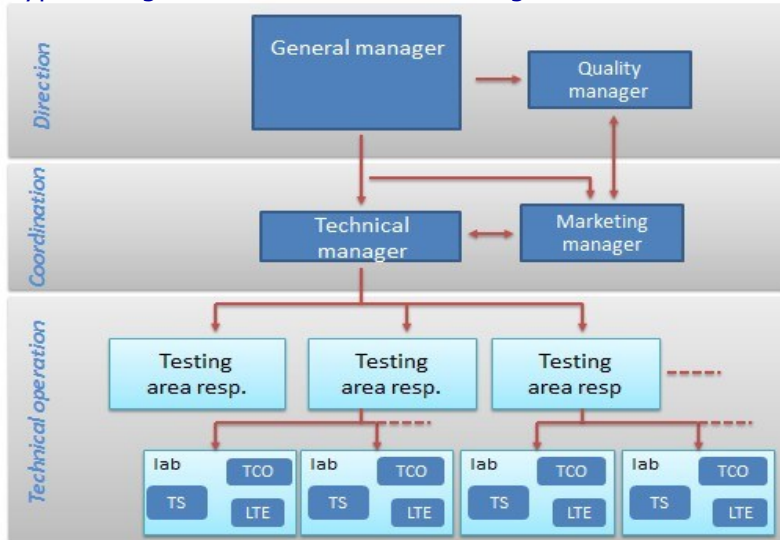 General manager
Quality
manager
Direction
Technical
manager
Marketing
manager
Coordination
Testing
area resp.
Testing
area resp.
Testing
area resp
Technical operation
lab
TCO
TS
LTE
lab
TCO
TS
LTE
lab
TCO
TS
LTE
lab
TCO
TS
LTE